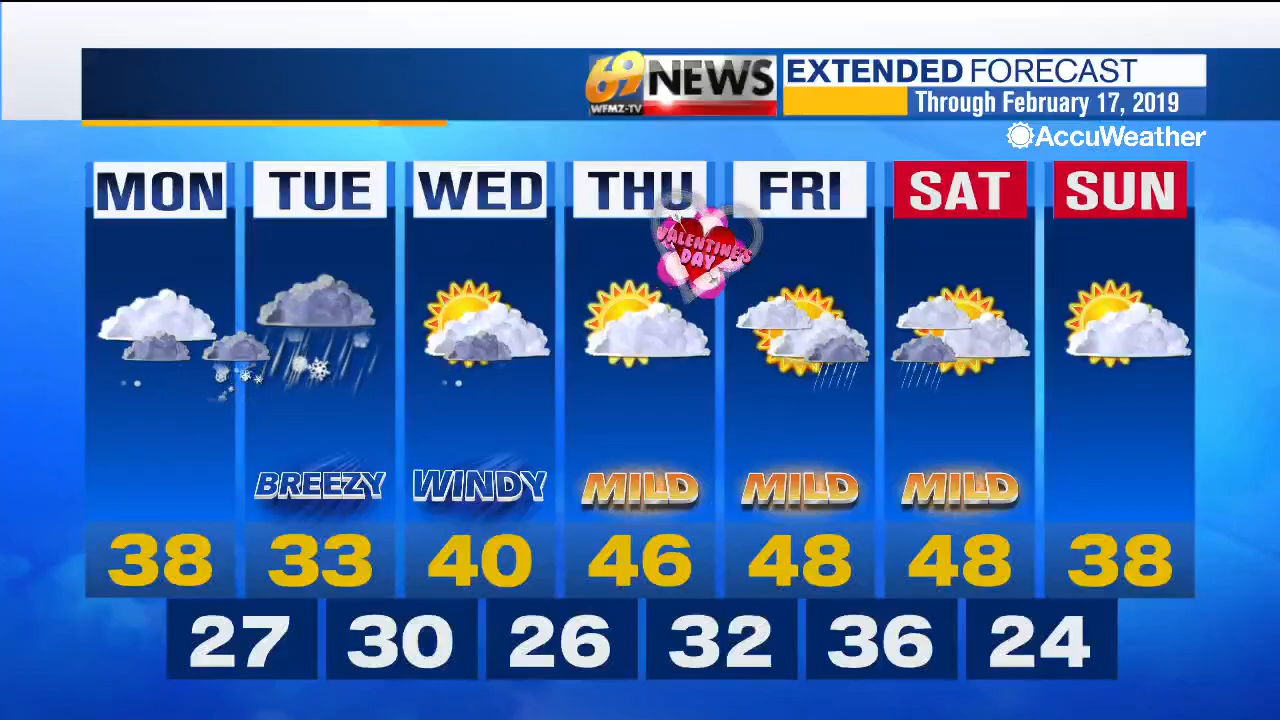 69 NEWS
WFMZ-TV
EXTENDED FORECAST
Through February 17, 2019
AccuWeather
MON TUE WED THU FRI SAT SUN
VALENTINE'S
DAY
BREEZY WINDY MILD MILD MILD
38 33 40 46 48 48 38
27 30 26 32 36 24